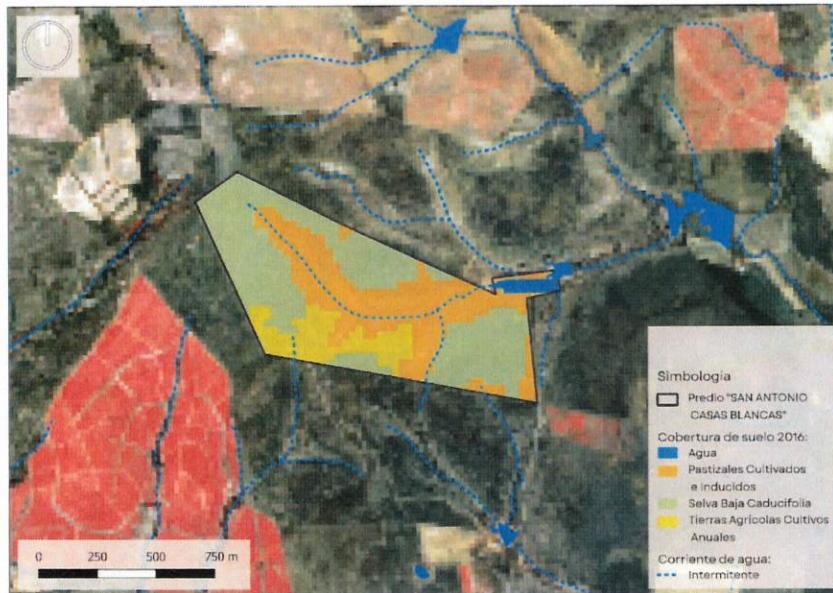 Simbología
Predio "SAN ANTONIO
CASAS BLANCAS"
Cobertura de suelo 2016:
Agua
Pastizales Cultivados
e Inducidos
Selva Baja Caducifolia
Tierras Agrícolas Cultivos
Anuales
Corriente de agua:
Intermitente
0 250 500 750 m